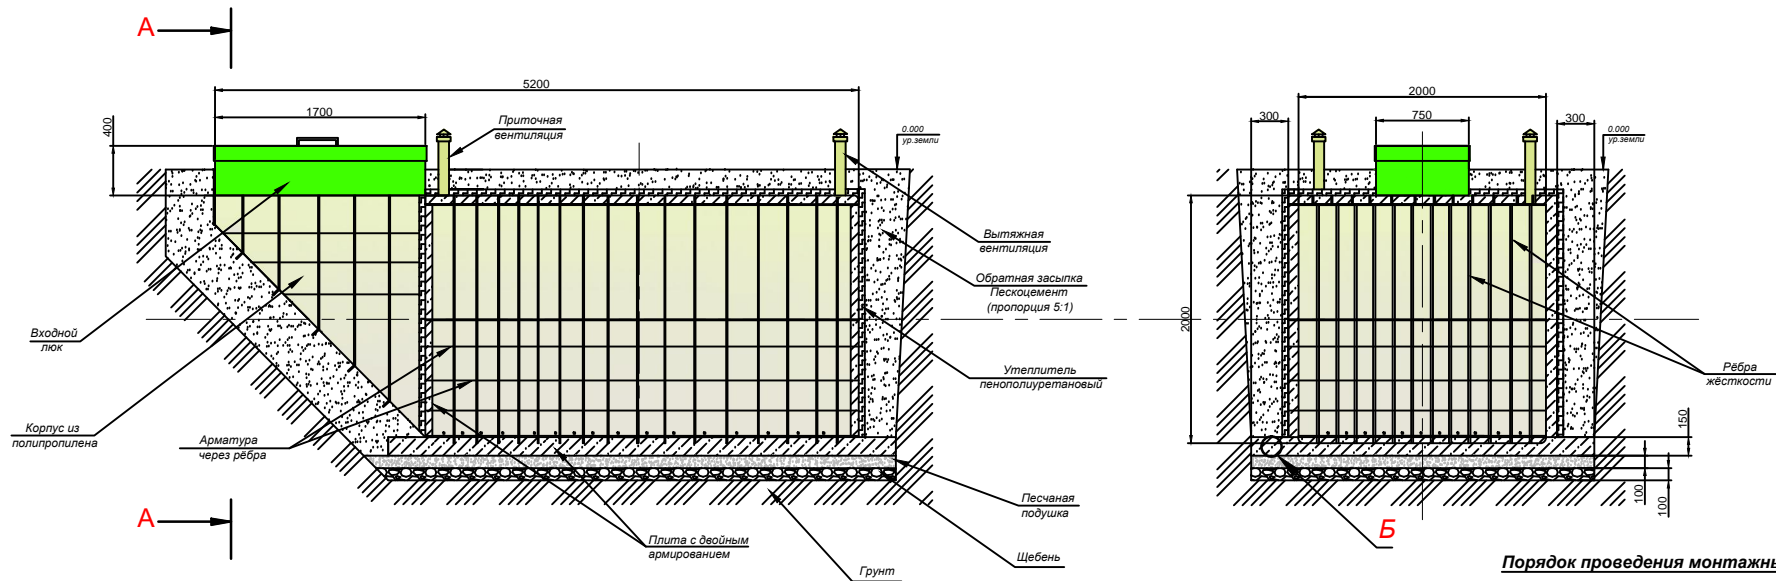 А
5200
1700
400
Приточная
вентиляция
0.000
ур.земли
Вытяжная
вентиляция
Обратная засыпка
Пескоцемент
(пропорция 5:1)
Входной
люк
Утеплитель
пенополиуретановый
Корпус из
полипропилена
Арматура
через рёбра
Песчаная
подушка
Плита с двойным
армированием
Щебень
Грунт
А
2000
300
750
300
0.000
ур.земли
2000
Рёбра
жёсткости
150
100
100
Б
Порядок проведения монтажны